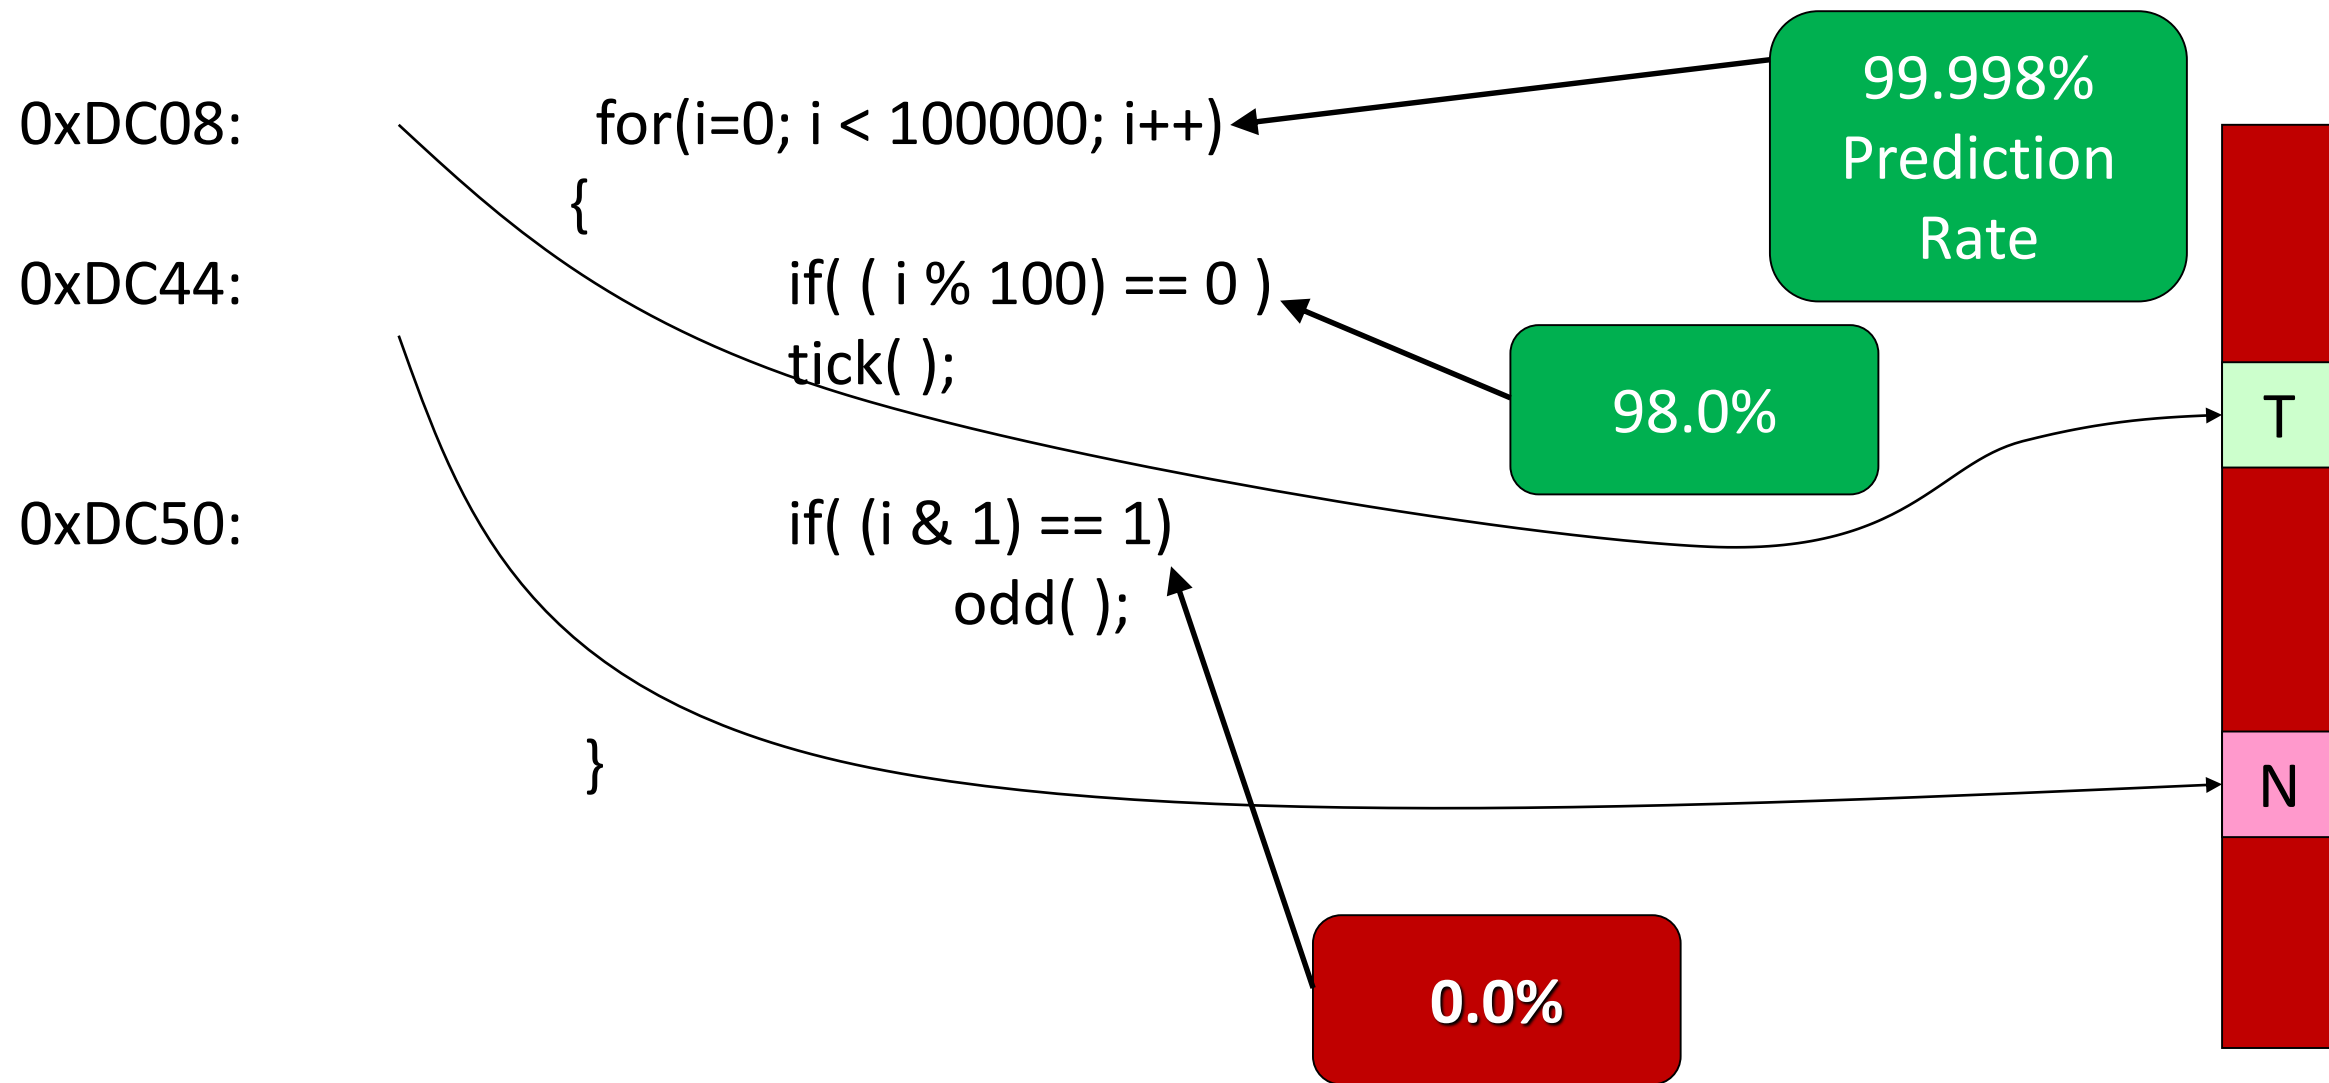 0xDC08: for(i=0; i < 100000; i++)
{
0xDC44: if( ( i % 100) == 0 )
tick( );
0xDC50: if( (i & 1) == 1)
odd( );
}
99.998%
Prediction
Rate
98.0%
0.0%
T
N